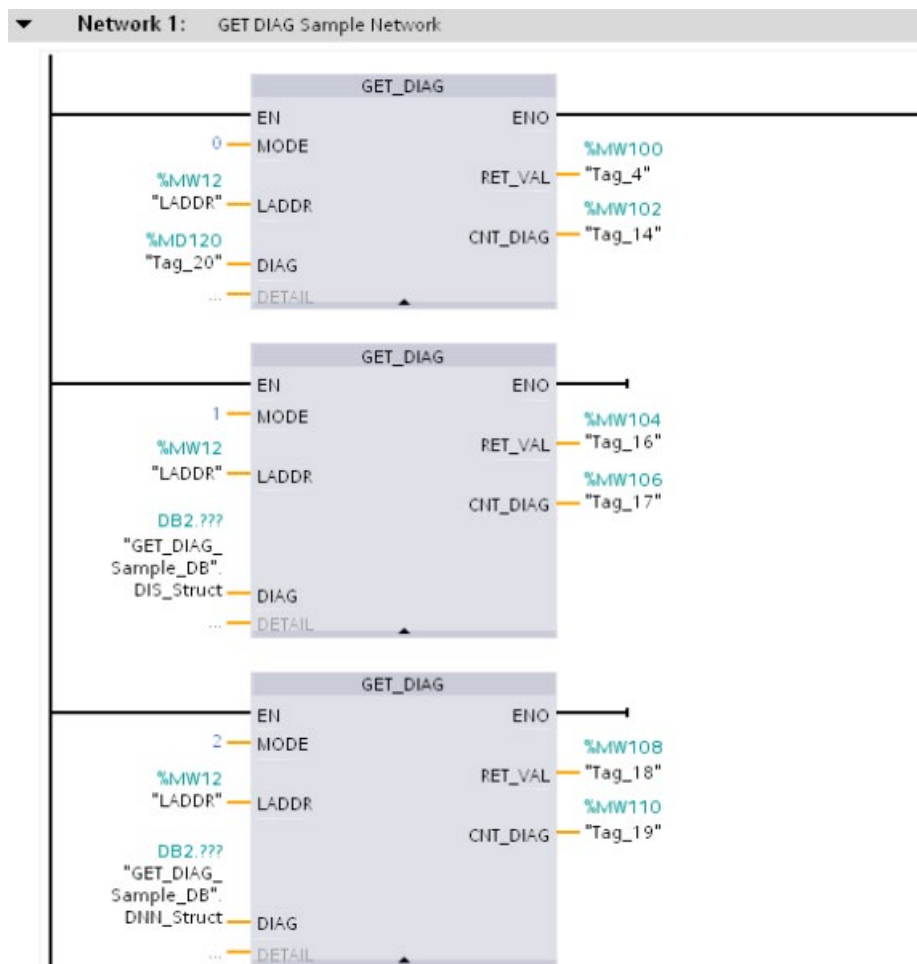 Network 1: GET DIAG Sample Network
GET_DIAG
EN ENO
0 MODE
%MW100
RET_VAL "Tag_4"
%MW12
"LADDR" LADDR
%MW102
CNT_DIAG "Tag_14"
%MD120
"Tag_20" DIAG
... DETAIL
GET_DIAG
EN ENO
1 MODE
%MW104
RET_VAL "Tag_16"
%MW12
"LADDR" LADDR
%MW106
CNT_DIAG "Tag_17"
DB2.???
"GET_DIAG_
Sample_DB".
DIS_Struct DIAG
... DETAIL
GET_DIAG
EN ENO
2 MODE
%MW108
RET_VAL "Tag_18"
%MW12
"LADDR" LADDR
%MW110
CNT_DIAG "Tag_19"
DB2.???
"GET_DIAG_
Sample_DB".
DNN_Struct DIAG
... DETAIL